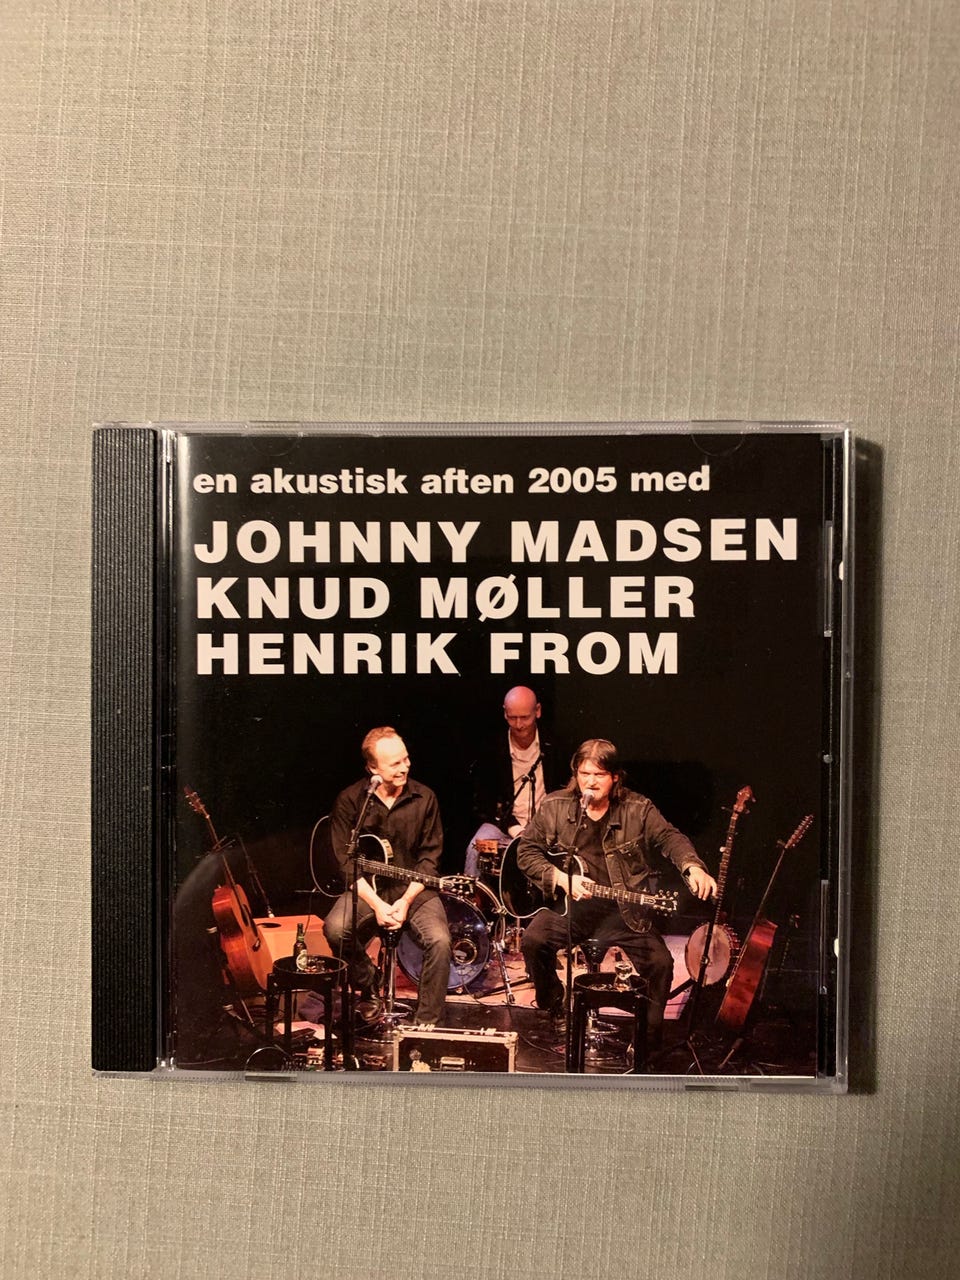 en akustisk aften 2005 med
JOHNNY MADSEN
KNUD MØLLER
HENRIK FROM